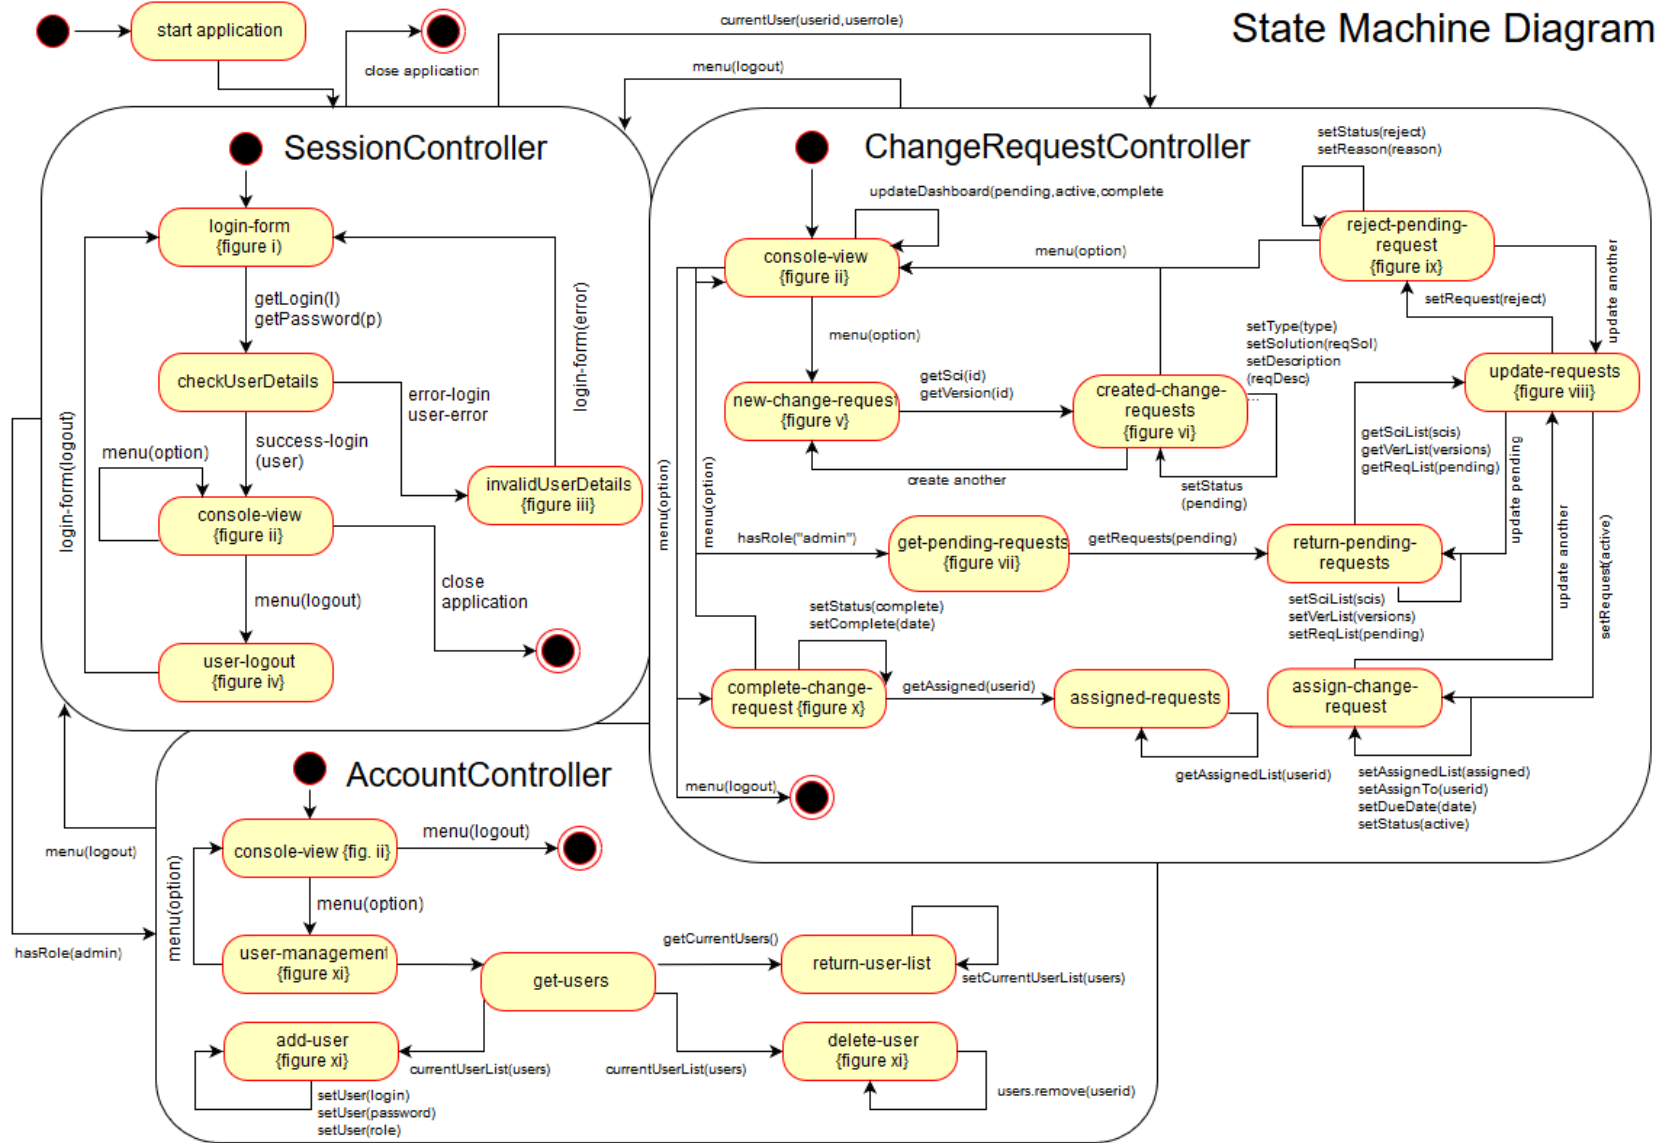 State Machine Diagram
start application
close application
currentUser(userid,userrole)
menu(logout)
SessionController
login-form
{figure i)
getLogin(l)
getPassword(p)
checkUserDetails
error-login
user-error
login-form(error)
success-login
(user)
menu(option)
invalidUserDetails
{figure iii}
console-view
{figure ii}
close
application
menu(logout)
user-logout
{figure iv}
login-form(logout)
ChangeRequestController
setStatus(reject)
setReason(reason)
updateDashboard(pending,active,complete
console-view
{figure ii}
menu(option)
reject-pending-
request
{figure ix}
setRequest(reject)
update another
menu(option)
setType(type)
setSolution(reqSol)
setDescription
(reqDesc)
...
new-change-request
{figure v}
getSci(id)
getVersion(id)
created-change-
requests
{figure vi}
update-requests
{figure viii}
create another
setStatus
(pending)
getSciList(scis)
getVerList(versions)
getReqList(pending)
update pending
menu(option)
menu(option)
hasRole("admin")
get-pending-requests
{figure vii}
getRequests(pending)
return-pending-
requests
update another
setRequest(active)
setSciList(scis)
setVerList(versions)
setReqList(pending)
setStatus(complete)
setComplete(date)
complete-change-
request {figure x}
getAssigned(userid)
assigned-requests
getAssignedList(userid)
assign-change-
request
setAssignedList(assigned)
setAssignTo(userid)
setDueDate(date)
setStatus(active)
menu(logout)
AccountController
menu(logout)
hasRole(admin)
console-view {fig. ii}
menu(logout)
menu(option)
menu(option)
user-management
{figure xi}
get-users
getCurrentUsers()
return-user-list
setCurrentUserList(users)
add-user
{figure xi}
currentUserList(users)
setUser(login)
setUser(password)
setUser(role)
currentUserList(users)
delete-user
{figure xi}
users.remove(userid)